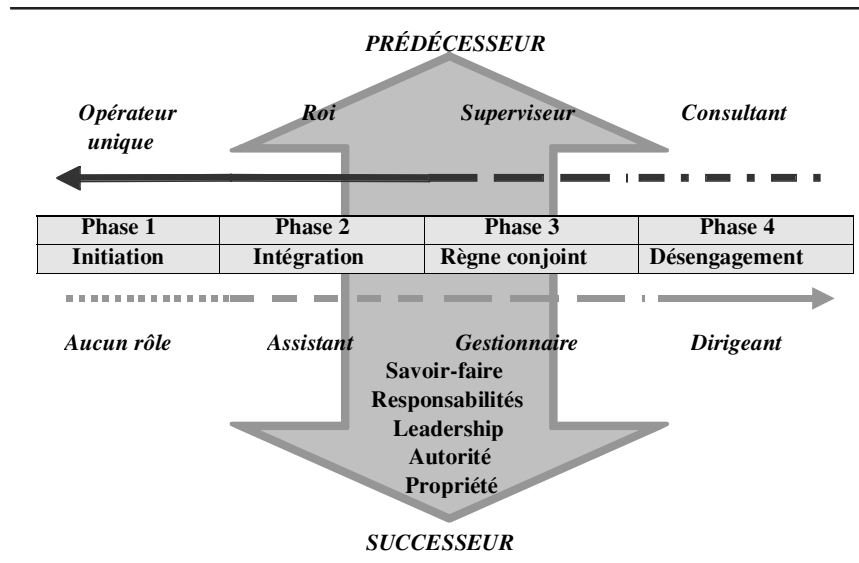 PRÉDÉCESSEUR
Opérateur unique Roi Superviseur Consultant
Phase 1 Phase 2 Phase 3 Phase 4
Initiation Intégration Règne conjoint Désengagement
Aucun rôle Assistant Gestionnaire Dirigeant
Savoir-faire
Responsabilités
Leadership
Autorité
Propriété
SUCCESSEUR